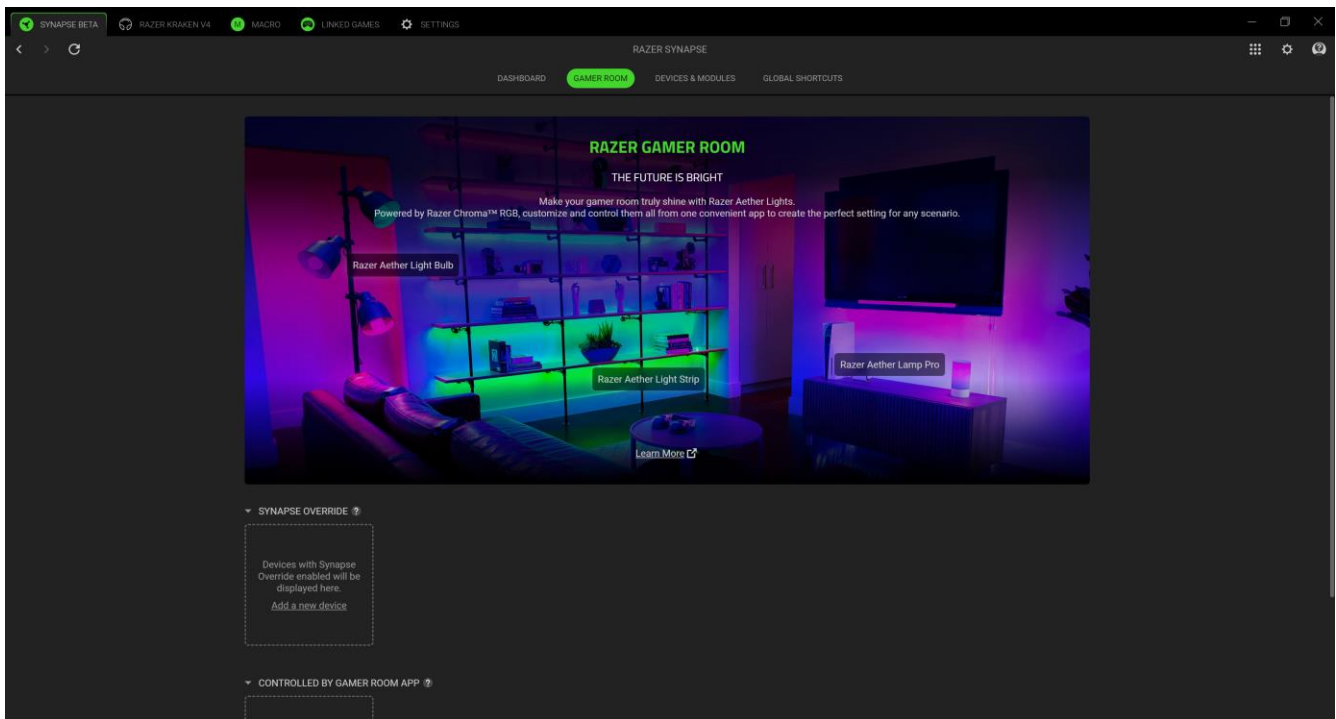 SYNAPSE BETA
RAZER KRAKEN V4
MACRO
LINKED GAMES
SETTINGS
RAZER SYNAPSE
DASHBOARD
GAMER ROOM
DEVICES & MODULES
GLOBAL SHORTCUTS
RAZER GAMER ROOM
THE FUTURE IS BRIGHT
Make your gamer room truly shine with Razer Aether Lights.
Powered by Razer Chroma™ RGB, customize and control them all from one convenient app to create the perfect setting for any scenario.
Razer Aether Light Bulb
Razer Aether Lamp Pro
Razer Aether Light Strip
Learn More
SYNAPSE OVERRIDE ?
Devices with Synapse
Override enabled will be
displayed here.
Add a new device
CONTROLLED BY GAMER ROOM APP ?